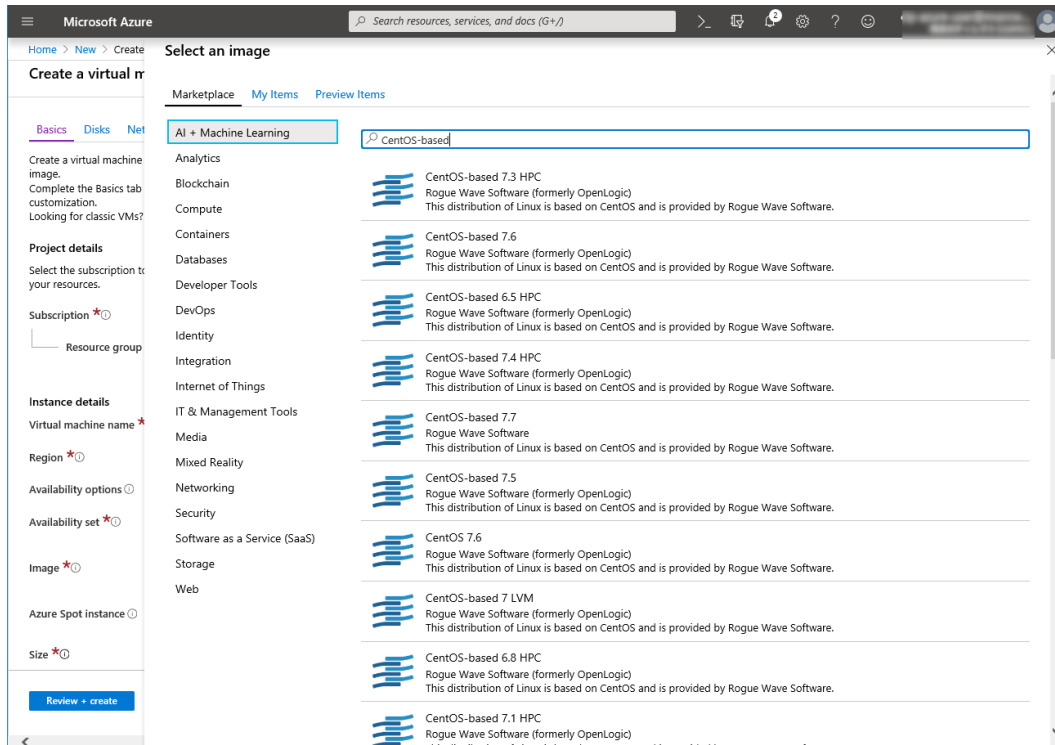 Microsoft Azure
Search resources, services, and docs (G+/)
2
Home > New > Create
Create a virtual m
Basics Disks Net
Create a virtual machine
image.
Complete the Basics tab
customization.
Looking for classic VMs?
Project details
Select the subscription to
your resources.
Subscription *
Resource group
Instance details
Virtual machine name *
Region *
Availability options
Availability set *
Image *
Azure Spot instance
Size *
Review + create
Select an image
Marketplace My Items Preview Items
AI + Machine Learning
Analytics
Blockchain
Compute
Containers
Databases
Developer Tools
DevOps
Identity
Integration
Internet of Things
IT & Management Tools
Media
Mixed Reality
Networking
Security
Software as a Service (SaaS)
Storage
Web
CentOS-based
CentOS-based 7.3 HPC
Rogue Wave Software (formerly OpenLogic)
This distribution of Linux is based on CentOS and is provided by Rogue Wave Software.
CentOS-based 7.6
Rogue Wave Software (formerly OpenLogic)
This distribution of Linux is based on CentOS and is provided by Rogue Wave Software.
CentOS-based 6.5 HPC
Rogue Wave Software (formerly OpenLogic)
This distribution of Linux is based on CentOS and is provided by Rogue Wave Software.
CentOS-based 7.4 HPC
Rogue Wave Software (formerly OpenLogic)
This distribution of Linux is based on CentOS and is provided by Rogue Wave Software.
CentOS-based 7.7
Rogue Wave Software
This distribution of Linux is based on CentOS and is provided by Rogue Wave Software.
CentOS-based 7.5
Rogue Wave Software (formerly OpenLogic)
This distribution of Linux is based on CentOS and is provided by Rogue Wave Software.
CentOS 7.6
Rogue Wave Software (formerly OpenLogic)
This distribution of Linux is based on CentOS and is provided by Rogue Wave Software.
CentOS-based 7 LVM
Rogue Wave Software (formerly OpenLogic)
This distribution of Linux is based on CentOS and is provided by Rogue Wave Software.
CentOS-based 6.8 HPC
Rogue Wave Software (formerly OpenLogic)
This distribution of Linux is based on CentOS and is provided by Rogue Wave Software.
CentOS-based 7.1 HPC
Rogue Wave Software (formerly OpenLogic)